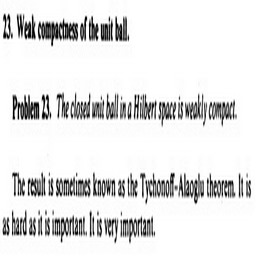 23. Weak compactness of the unit ball.
Problem 23. The closed unit ball in a Hilbert space is weakly compact.
The result is sometimes known as the Tychonoff-Alaoglu theorem. It is
as hard as it is important. It is very important.